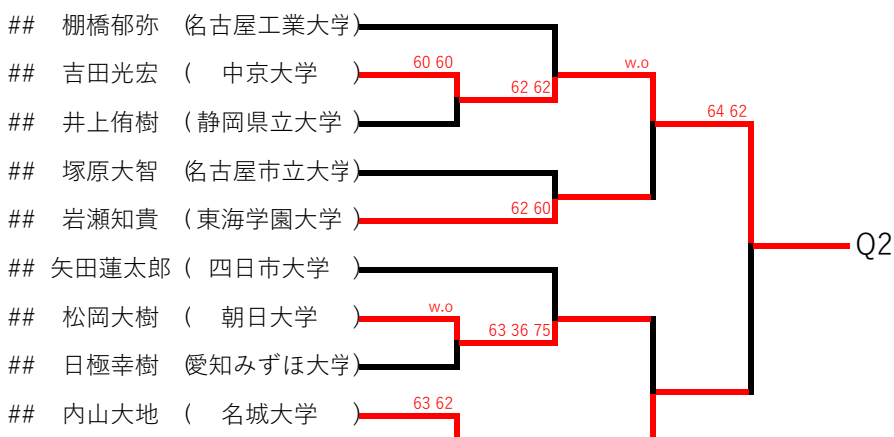 ## 棚橋郁弥 (名古屋工業大学)
60 60 w.o
## 吉田光宏 ( 中京大学 )
62 62
64 62
## 井上侑樹 ( 静岡県立大学 )
## 塚原大智 (名古屋市立大学)
62 60
## 岩瀬知貴 ( 東海学園大学 )
Q2
## 矢田蓮太郎 ( 四日市大学 )
w.o
## 松岡大樹 ( 朝日大学 )
63 36 75
## 日極幸樹 (愛知みずほ大学)
63 62
## 内山大地 ( 名城大学 )